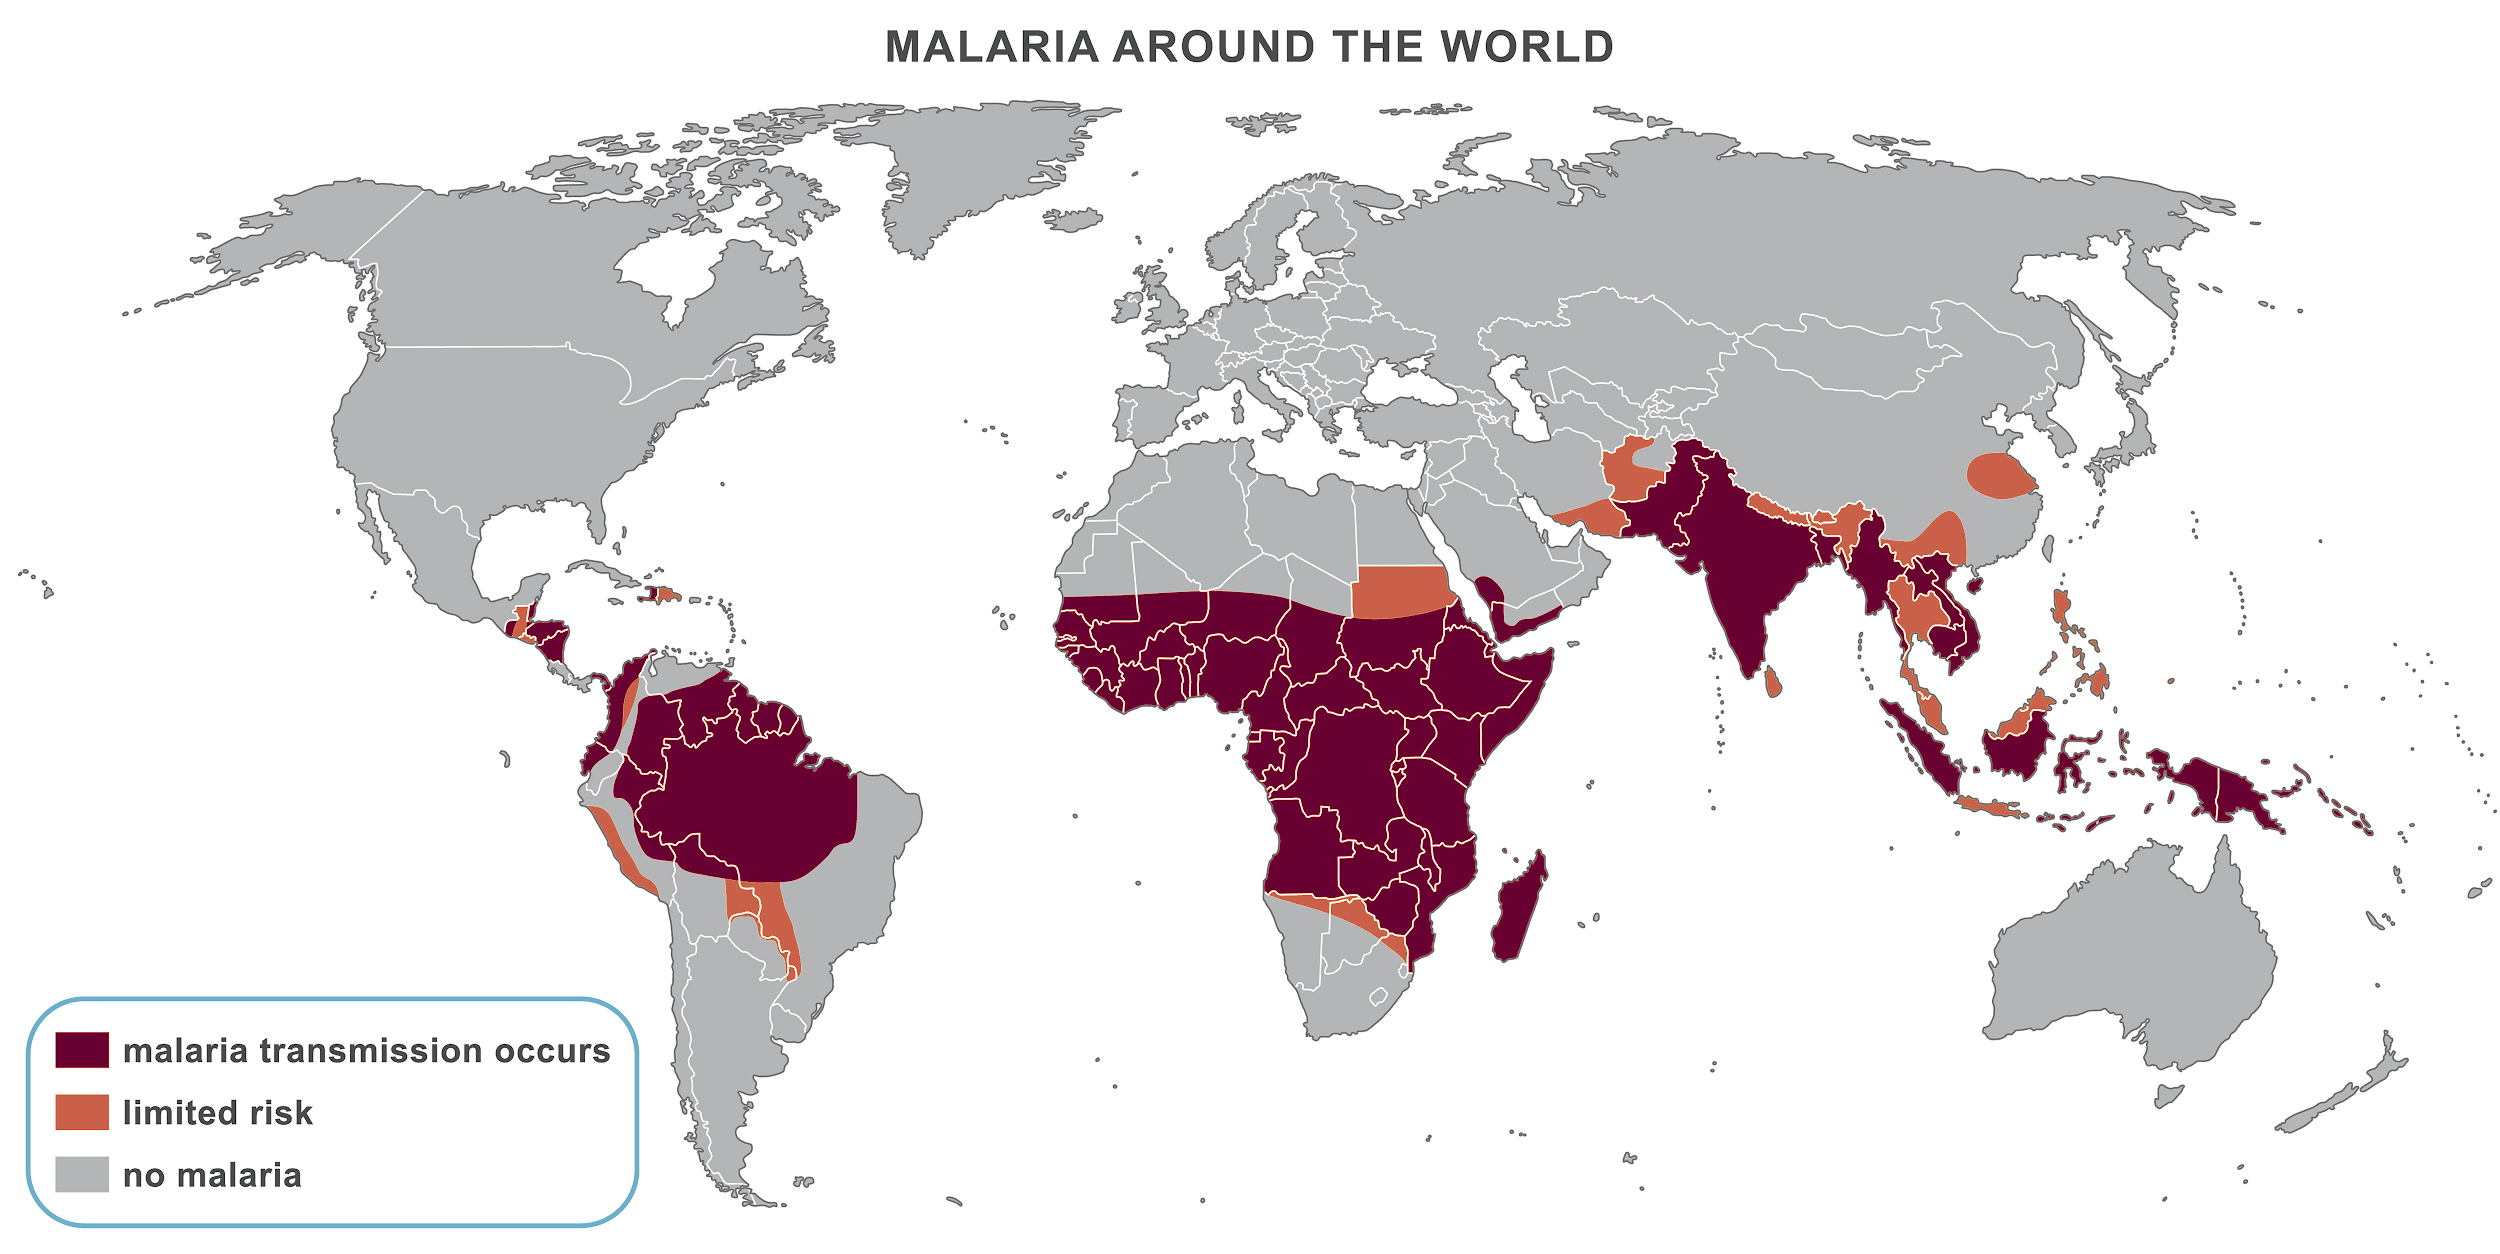 MALARIA AROUND THE WORLD
malaria transmission occurs
limited risk
no malaria